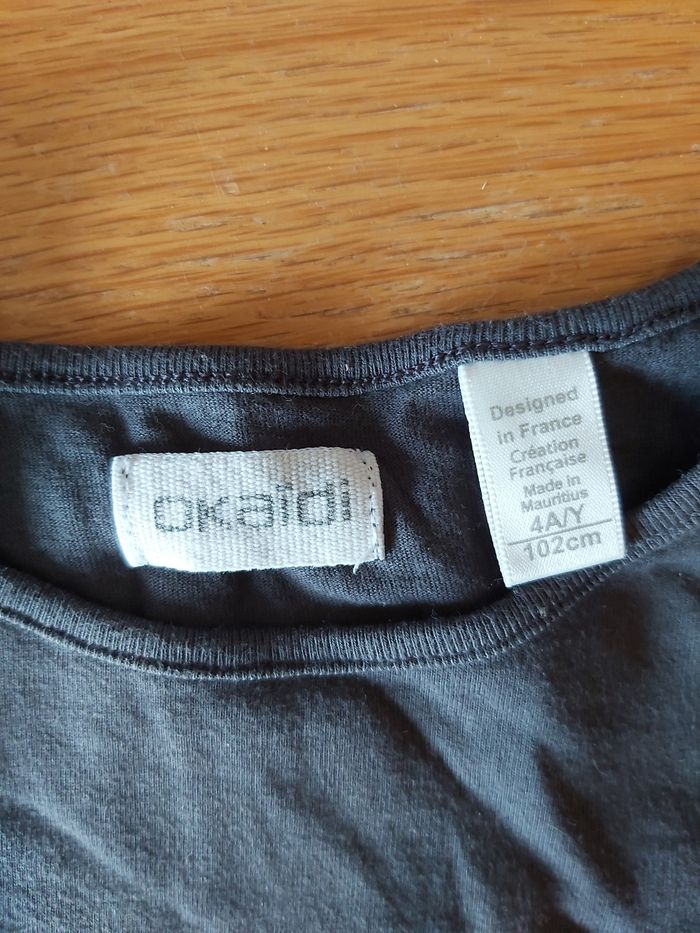 okaïdi
Designed
in France
Création
Française
Made in
Mauritius
4A/Y
102cm